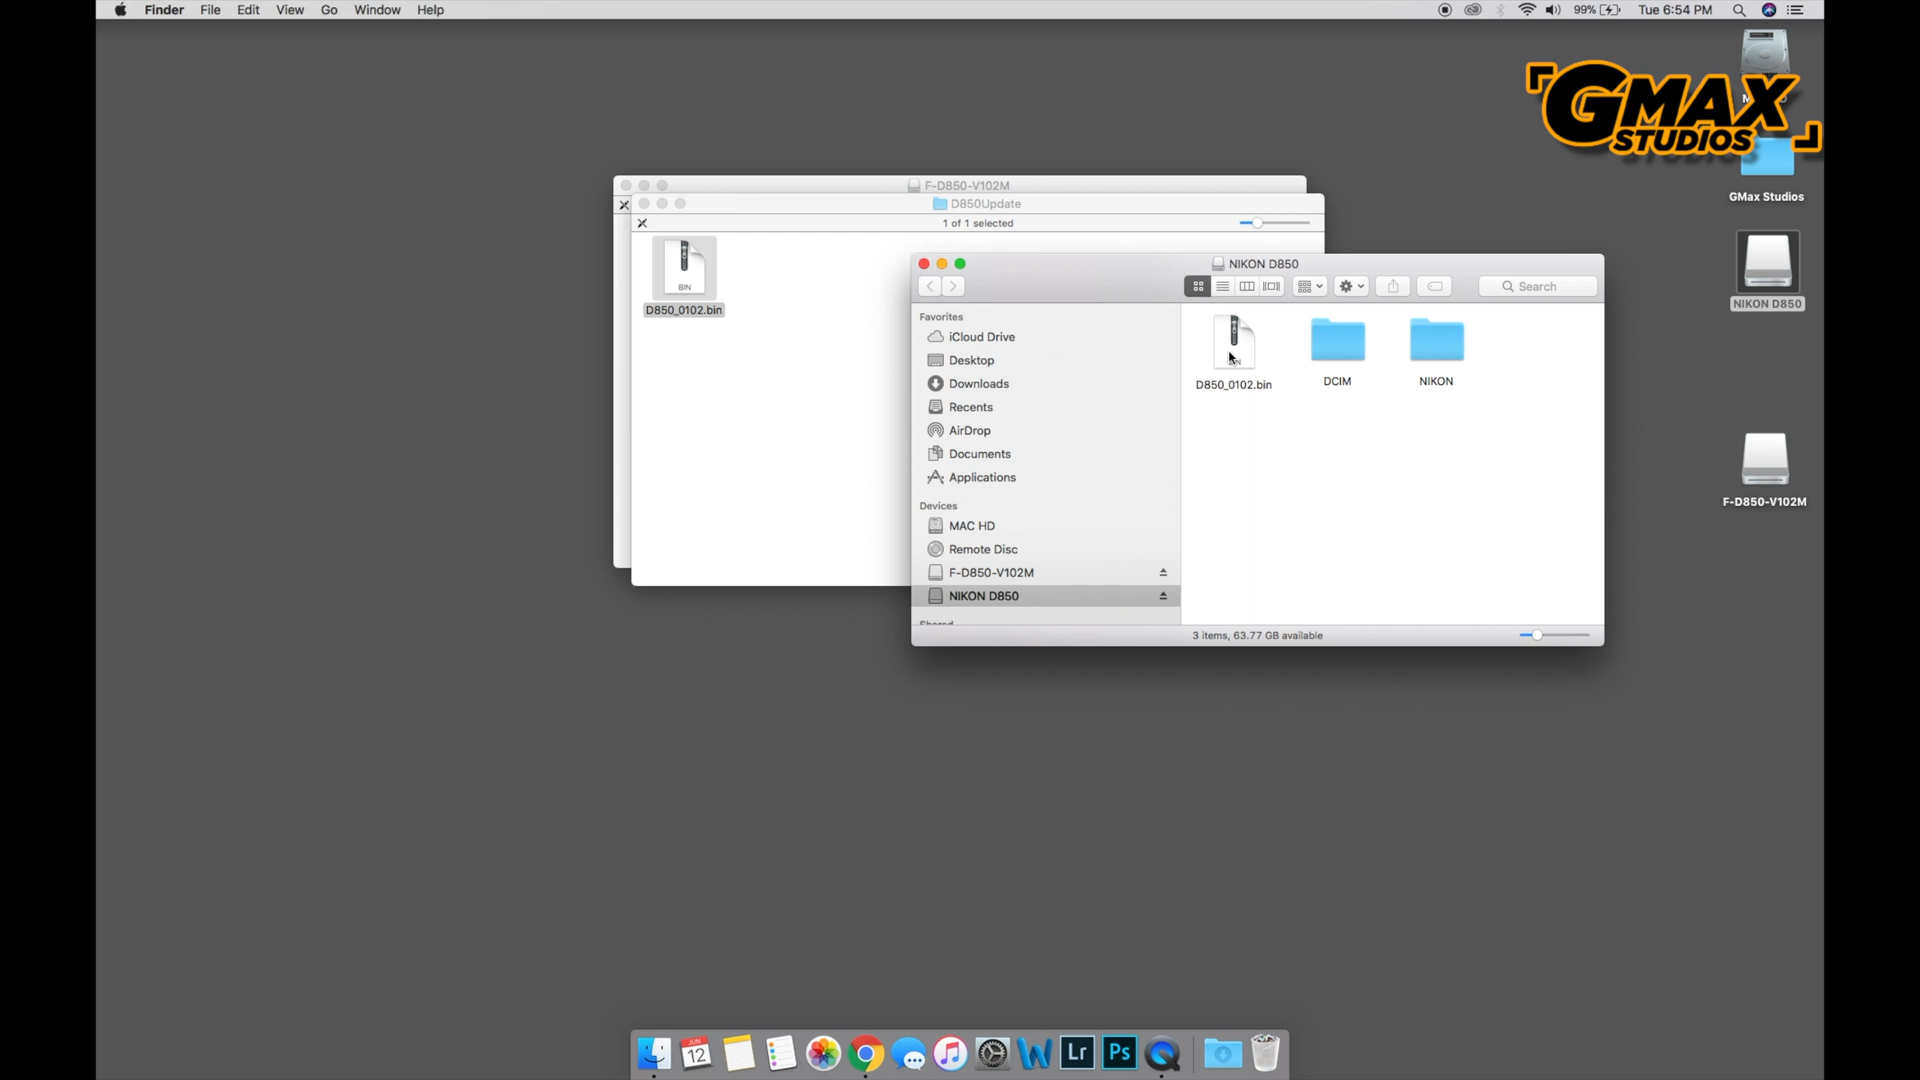 Finder File Edit View Go Window Help 99% Tue 6:54 PM
GMAX
STUDIOS
GMax Studios
F-D850-V102M
D850Update
1 of 1 selected
BIN
D850_0102.bin
NIKON D850
Search
Favorites
iCloud Drive
Desktop
Downloads
Recents
AirDrop
Documents
Applications
Devices
MAC HD
Remote Disc
F-D850-V102M
NIKON D850
D850_0102.bin DCIM NIKON
3 items, 63.77 GB available
NIKON D850
F-D850-V102M
JUN
12
Lr
Ps